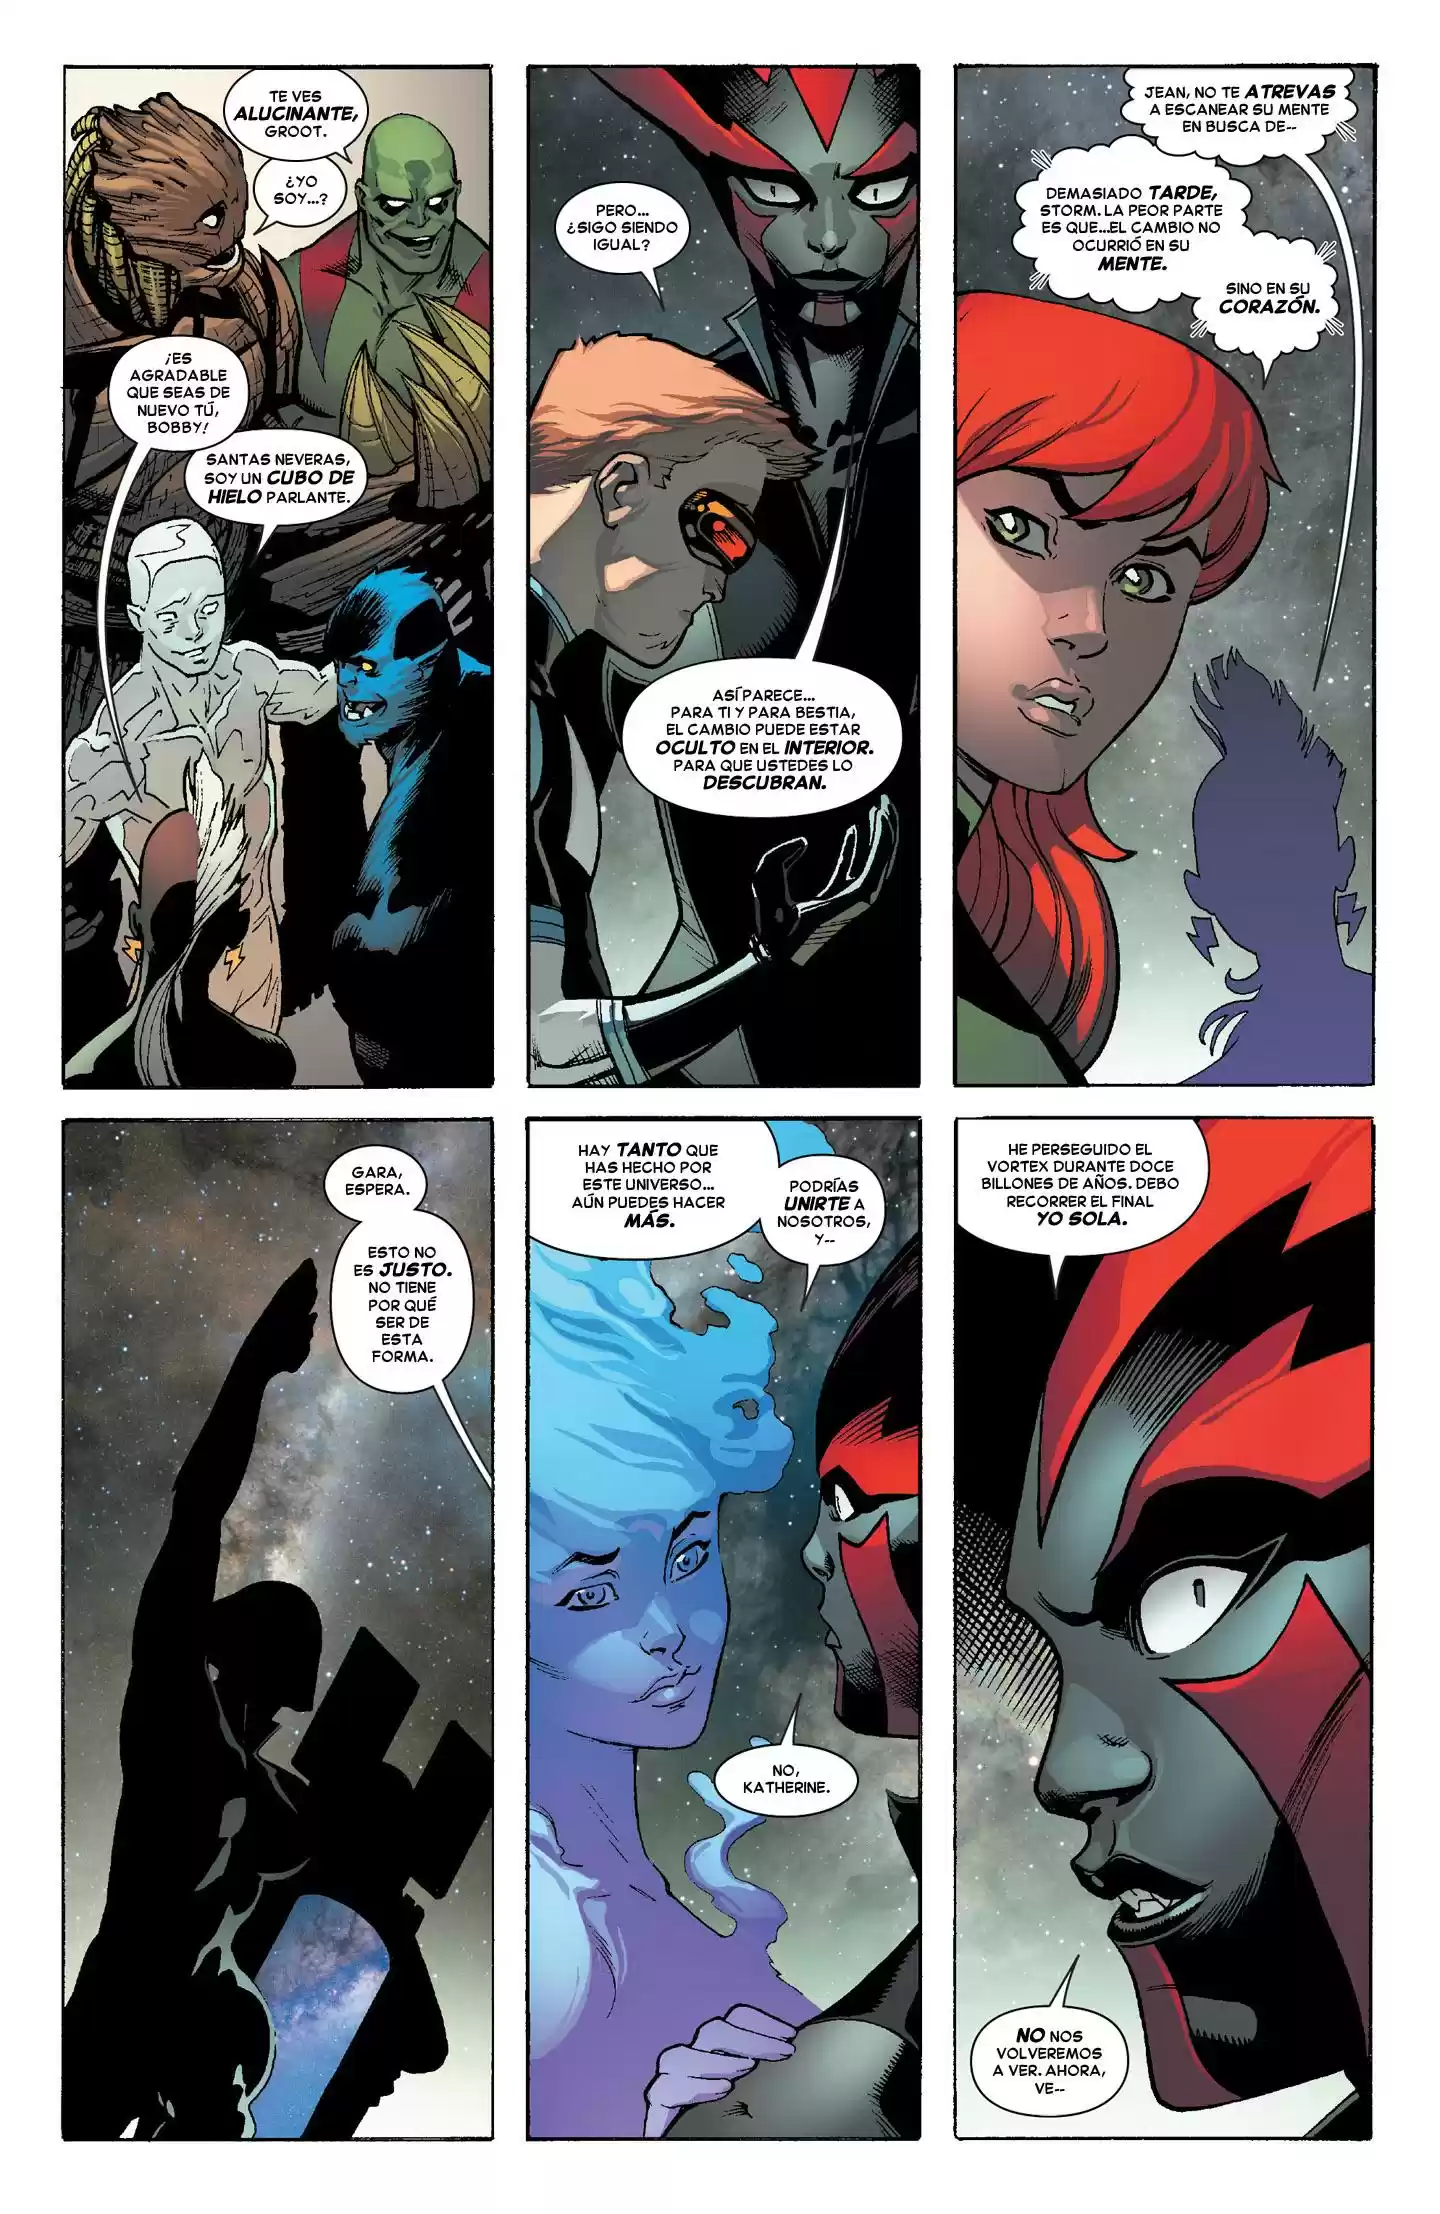 TE VES
ALUCINANTE,
GROOT.
¿YO
SOY...?
¡ES
AGRADABLE
QUE SEAS DE
NUEVO TÚ,
BOBBY!
SANTAS NEVERAS,
SOY UN CUBO DE
HIELO PARLANTE.
PERO...
¿SIGO SIENDO
IGUAL?
ASÍ PARECE...
PARA TI Y PARA BESTIA,
EL CAMBIO PUEDE ESTAR
OCULTO EN EL INTERIOR.
PARA QUE USTEDES LO
DESCUBRAN.
JEAN, NO TE ATREVAS
A ESCANEAR SU MENTE
EN BUSCA DE--
DEMASIADO TARDE,
STORM. LA PEOR PARTE
ES QUE...EL CAMBIO NO
OCURRIÓ EN SU
MENTE.
SINO EN SU
CORAZÓN.
GARA,
ESPERA.
ESTO NO
ES JUSTO.
NO TIENE
POR QUÉ
SER DE
ESTA
FORMA.
HAY TANTO QUE
HAS HECHO POR
ESTE UNIVERSO...
AÚN PUEDES HACER
MÁS.
PODRÍAS
UNIRTE A
NOSOTROS,
Y--
NO,
KATHERINE.
HE PERSEGUIDO EL
VORTEX DURANTE DOCE
BILLONES DE AÑOS. DEBO
RECORRER EL FINAL
YO SOLA.
NO NOS
VOLVEREMOS
A VER. AHORA,
VE--